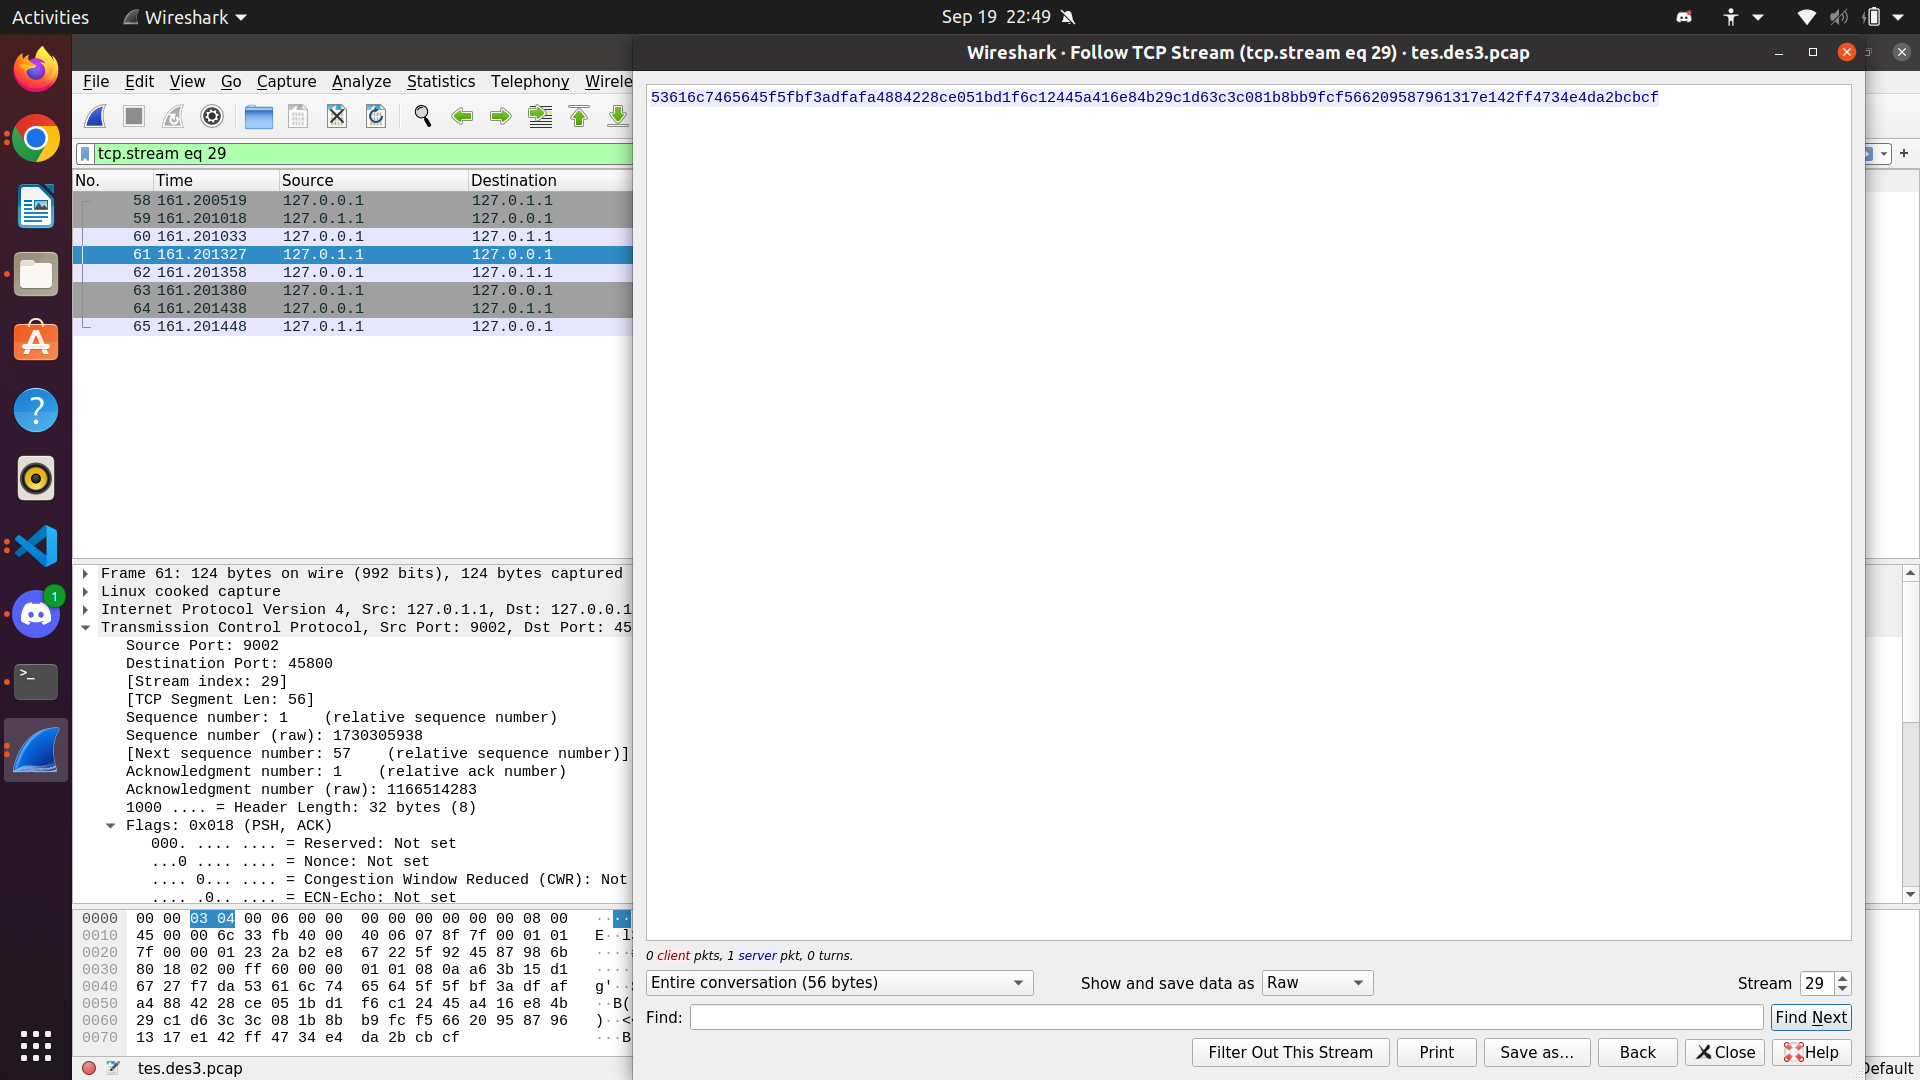 Activities
Wireshark
Sep 19 22:49
Wireshark · Follow TCP Stream (tcp.stream eq 29) · tes.des3.pcap
File Edit View Go Capture Analyze Statistics Telephony Wirele
53616c7465645f5fbf3adfafa4884228ce051bd1f6c12445a416e84b29c1d63c3c081b8bb9fcf566209587961317e142ff4734e4da2bcbcf
tcp.stream eq 29
+
No. Time Source Destination
58 161.200519 127.0.0.1 127.0.1.1
59 161.201018 127.0.1.1 127.0.0.1
60 161.201033 127.0.0.1 127.0.1.1
61 161.201327 127.0.1.1 127.0.0.1
62 161.201358 127.0.0.1 127.0.1.1
63 161.201380 127.0.1.1 127.0.0.1
64 161.201438 127.0.0.1 127.0.1.1
65 161.201448 127.0.1.1 127.0.0.1
Frame 61: 124 bytes on wire (992 bits), 124 bytes captured
Linux cooked capture
Internet Protocol Version 4, Src: 127.0.1.1, Dst: 127.0.0.1
Transmission Control Protocol, Src Port: 9002, Dst Port: 45
Source Port: 9002
Destination Port: 45800
[Stream index: 29]
[TCP Segment Len: 56]
Sequence number: 1 (relative sequence number)
Sequence number (raw): 1730305938
[Next sequence number: 57 (relative sequence number)]
Acknowledgment number: 1 (relative ack number)
Acknowledgment number (raw): 1166514283
1000 .... = Header Length: 32 bytes (8)
Flags: 0x018 (PSH, ACK)
000. .... .... = Reserved: Not set
...0 .... .... = Nonce: Not set
.... 0... .... = Congestion Window Reduced (CWR): Not
.... .0.. .... = ECN-Echo: Not set
0000 00 00 03 04 00 06 00 00 00 00 00 00 00 00 08 00 ····
0010 45 00 00 6c 33 fb 40 00 40 06 07 8f 7f 00 01 01 E··l
0020 7f 00 00 01 23 2a b2 e8 67 22 5f 92 45 87 98 6b ····
0030 80 18 02 00 ff 60 00 00 01 01 08 0a a6 3b 15 d1 ····
0040 67 27 f7 da 53 61 6c 74 65 64 5f 5f bf 3a df af g'··
0050 a4 88 42 28 ce 05 1b d1 f6 c1 24 45 a4 16 e8 4b ··B(
0060 29 c1 d6 3c 3c 08 1b 8b b9 fc f5 66 20 95 87 96 )··<
0070 13 17 e1 42 ff 47 34 e4 da 2b cb cf ···B
0 client pkts, 1 server pkt, 0 turns.
Entire conversation (56 bytes) Show and save data as Raw Stream 29
Find: Find Next
Filter Out This Stream Print Save as… Back Close Help
tes.des3.pcap
Default
1